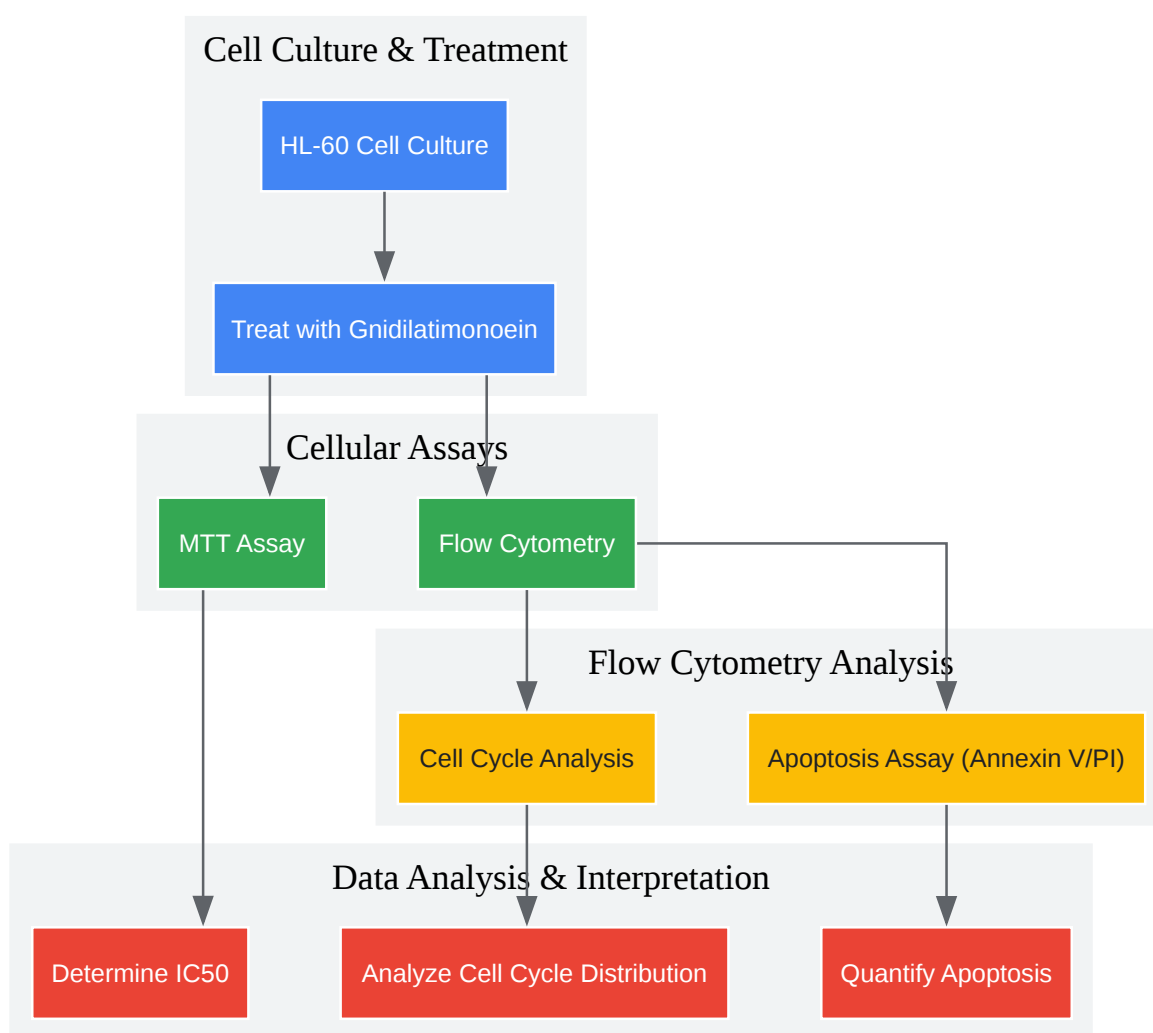 Cell Culture & Treatment
HL-60 Cell Culture
Treat with Gnidilatimonoein
Cellular Assays
MTT Assay
Flow Cytometry
Flow Cytometry Analysis
Cell Cycle Analysis
Apoptosis Assay (Annexin V/PI)
Data Analysis & Interpretation
Determine IC50
Analyze Cell Cycle Distribution
Quantify Apoptosis